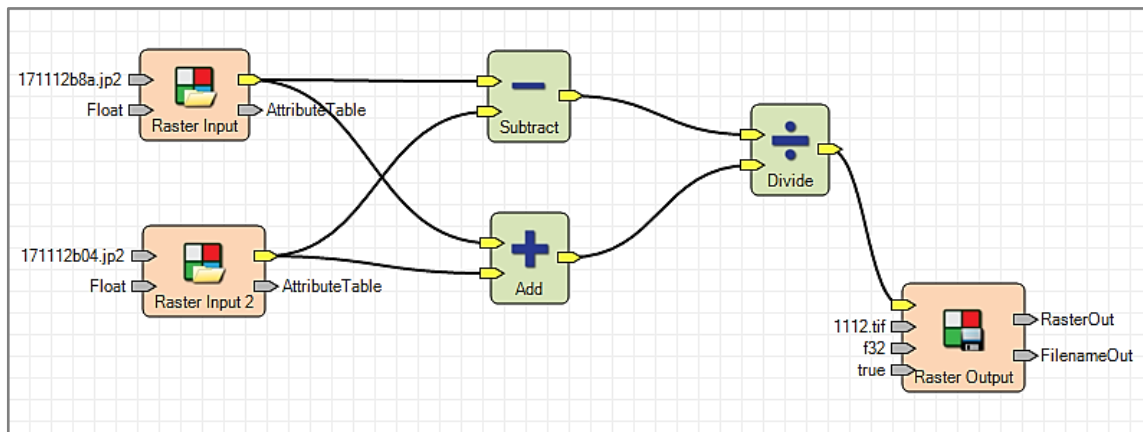 171112b8a.jp2
Float
AttributeTable
Raster Input
Subtract
Divide
171112b04.jp2
Float
AttributeTable
Raster Input 2
Add
1112.tif
f32
true
RasterOut
FilenameOut
Raster Output